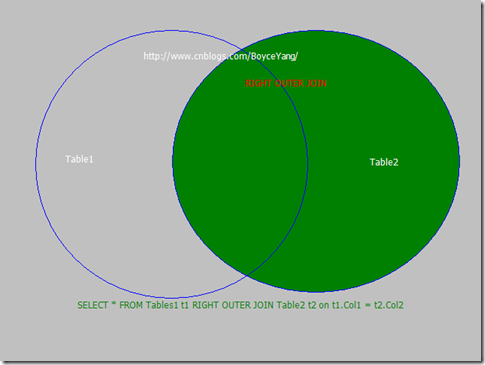 http://www.cnblogs.com/BoyceYang/
RIGHT OUTER JOIN
Table1
Table2
SELECT * FROM Tables1 t1 RIGHT OUTER JOIN Table2 t2 on t1.Col1 = t2.Col2